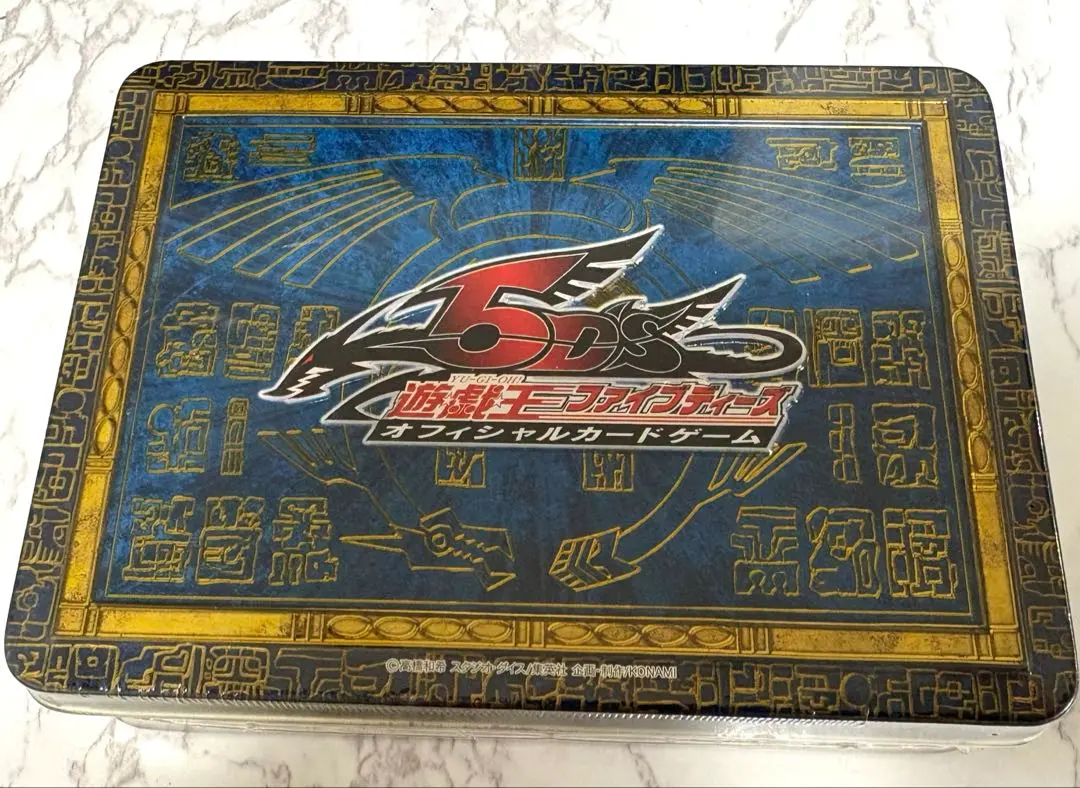 5D's
YU-GI-OH!
遊☆戯☆王 ファイブディーズ
オフィシャルカードゲーム
©高橋和希 スタジオ・ダイス/集英社 企画・制作/KONAMI